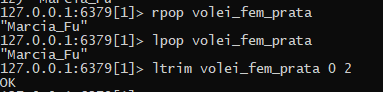 127.0.0.1:6379[1]> rpop volei_fem_prata
"Marcia_Fu"
127.0.0.1:6379[1]> lpop volei_fem_prata
"Marcia_Fu"
127.0.0.1:6379[1]> ltrim volei_fem_prata 0 2
OK